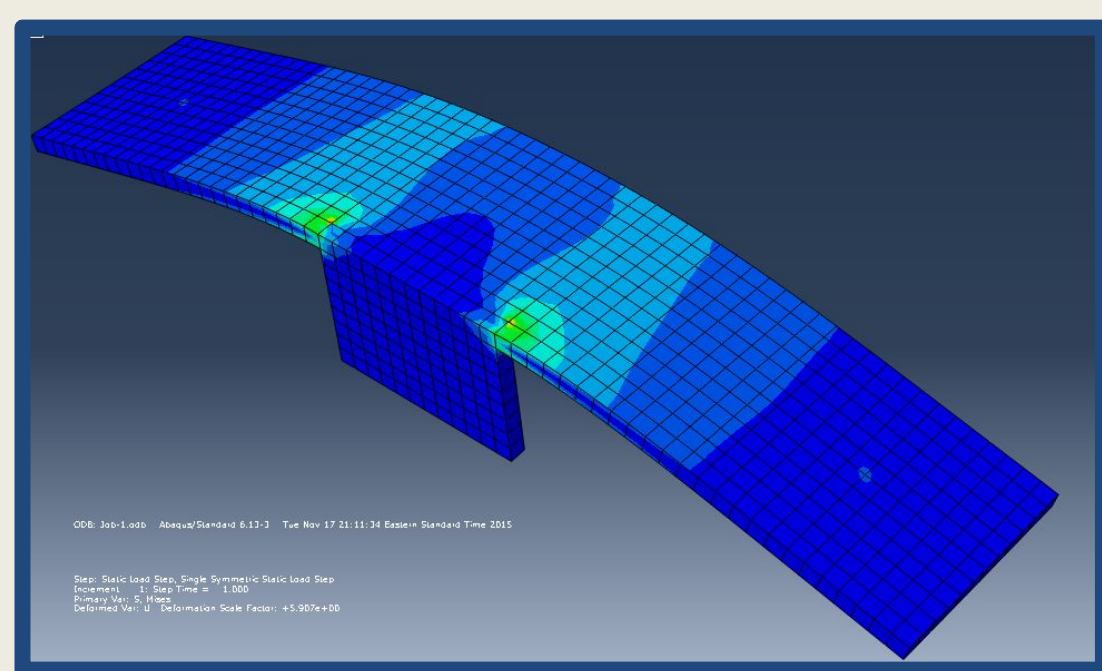 ODB: Job-1.odb    Abaqus/Standard 6.13-3    Tue Nov 17 21:11:34 Eastern Standard Time 2015
Step: Static Load Step, Single Symmetric Static Load Step
Increment      1: Step Time =    1.000
Primary Var: S, Mises
Deformed Var: U   Deformation Scale Factor: +5.907e+00